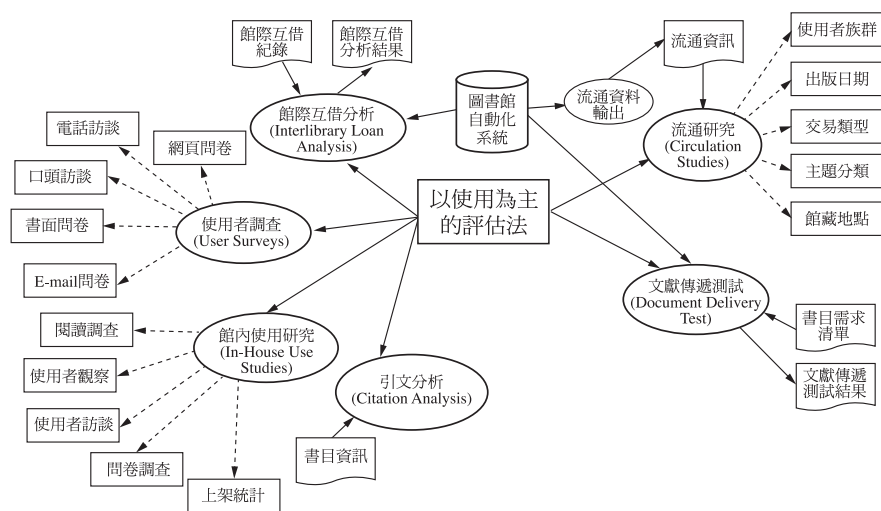 館際互借
紀錄
館際互借
分析結果
流通資訊
使用者族群
圖書館
自動化
系統
流通資料
輸出
出版日期
館際互借分析
(Interlibrary Loan
Analysis)
電話訪談
網頁問卷
流通研究
(Circulation
Studies)
交易類型
口頭訪談
主題分類
以使用為主
的評估法
書面問卷
使用者調查
(User Surveys)
館藏地點
E-mail問卷
文獻傳遞測試
(Document Delivery
Test)
閱讀調查
館內使用研究
(In-House Use
Studies)
書目需求
清單
使用者觀察
引文分析
(Citation Analysis)
文獻傳遞
測試結果
使用者訪談
書目資訊
問卷調查
上架統計